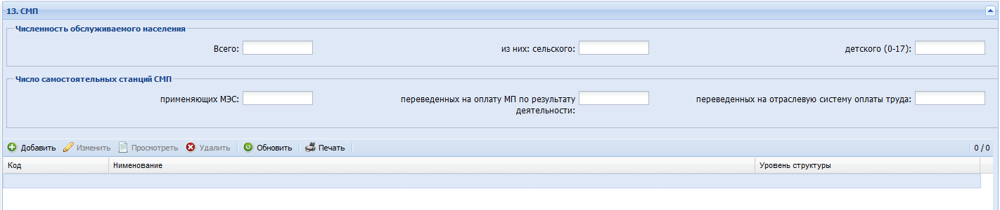 13. СМП
Численность обслуживаемого населения
Всего: из них: сельского: детского (0-17):
Число самостоятельных станций СМП
применяющих МЭС: переведенных на оплату МП по результату деятельности: переведенных на отраслевую систему оплаты труда:
Добавить Изменить Просмотреть Удалить Обновить Печать 0 / 0
Код Наименование Уровень структуры